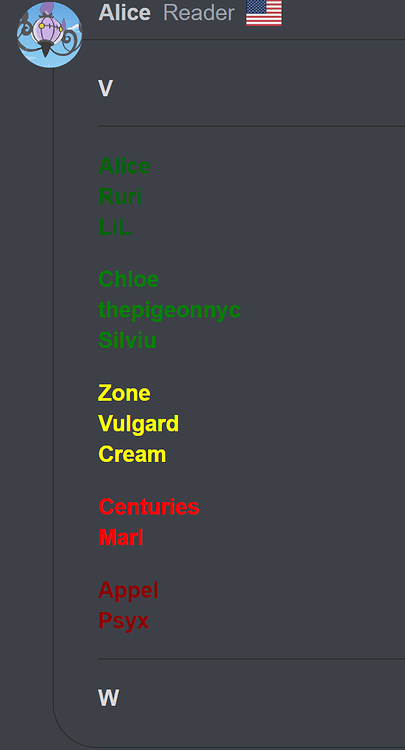 Alice Reader
V
Alice
Ruri
LiL
Chloe
thepigeonnyc
Silviu
Zone
Vulgard
Cream
Centuries
Marl
Appel
Psyx
W